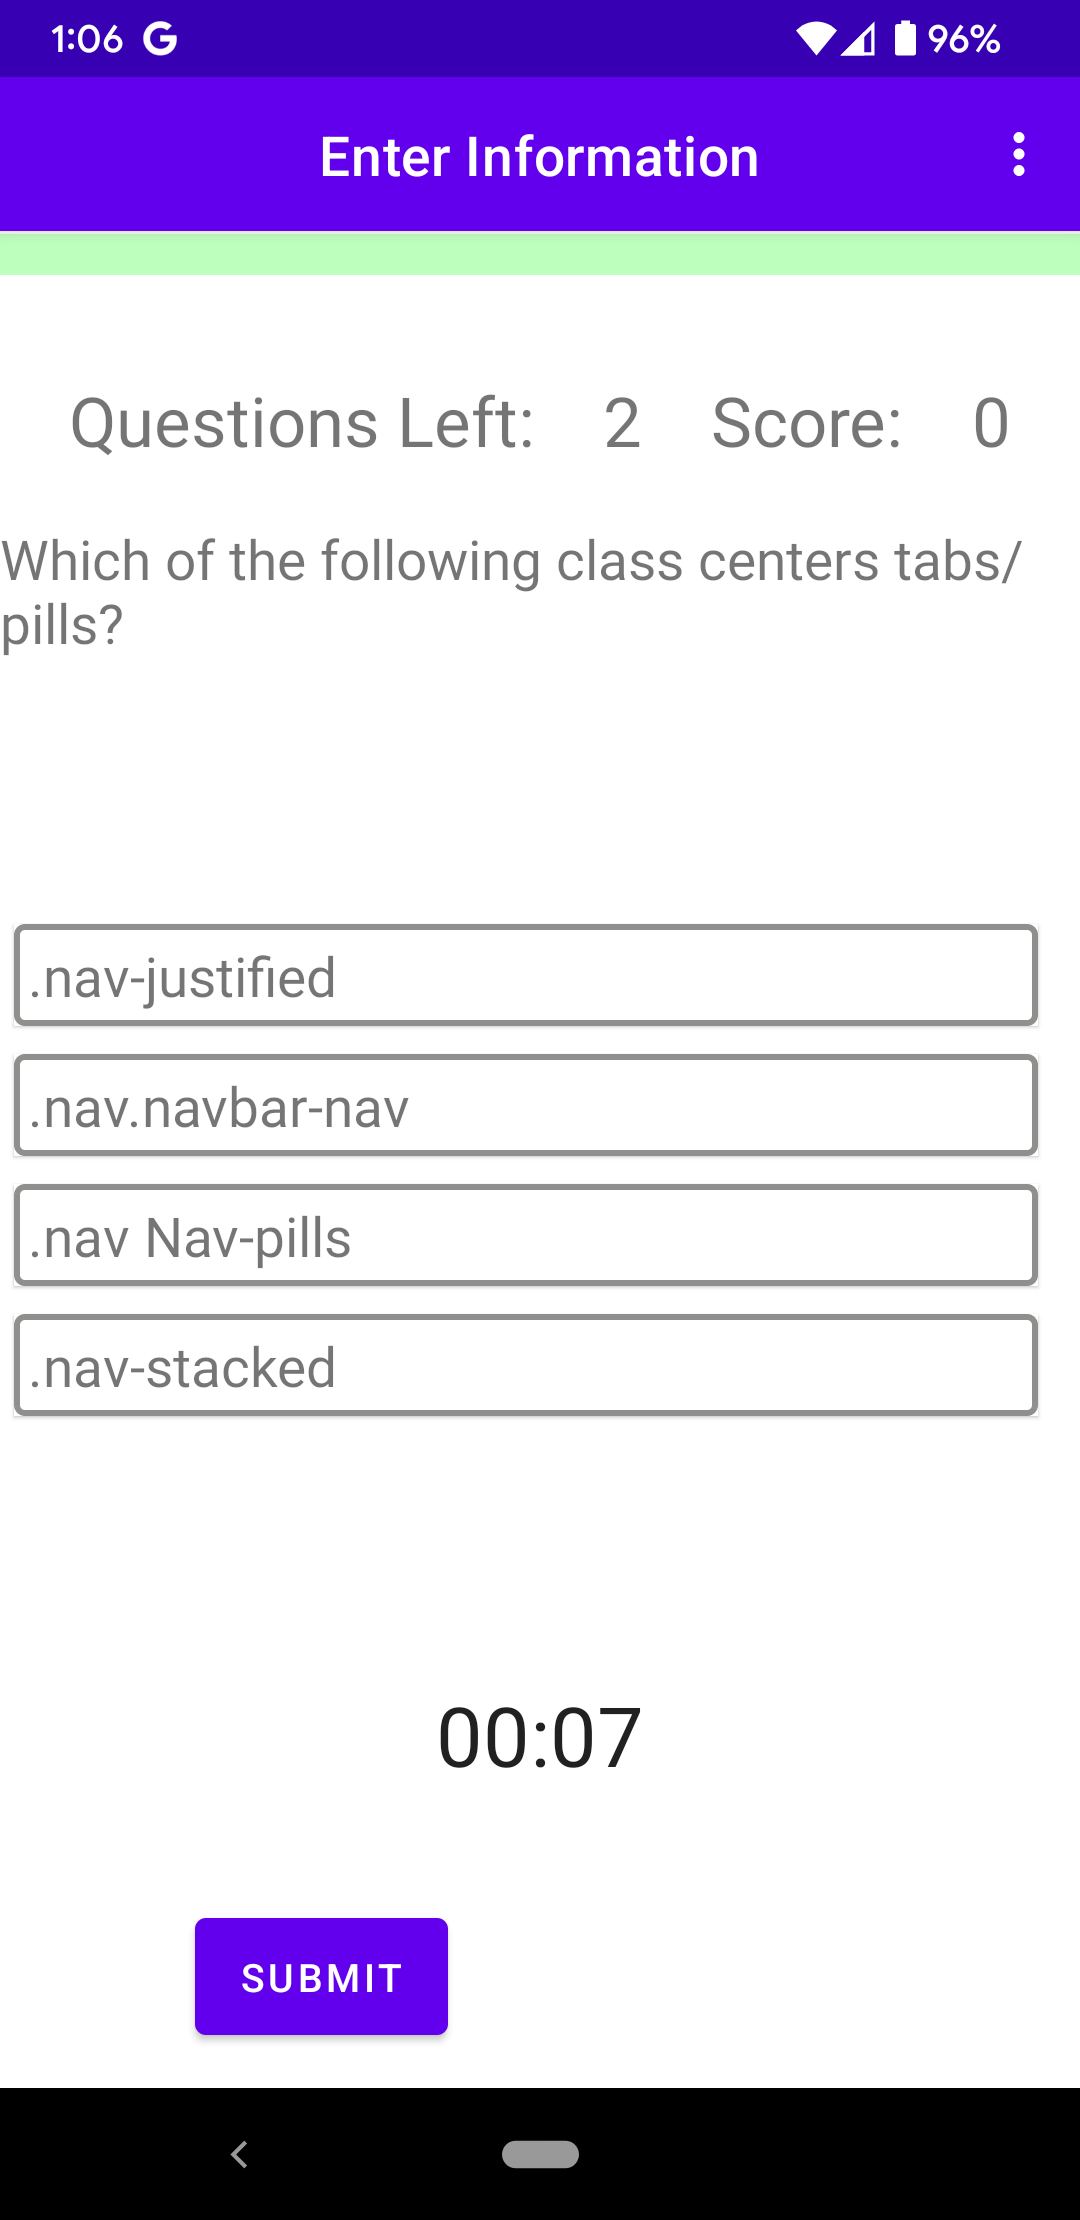 1:06 G 96%
Enter Information
Questions Left: 2 Score: 0
Which of the following class centers tabs/
pills?
.nav-justified
.nav.navbar-nav
.nav Nav-pills
.nav-stacked
00:07
SUBMIT